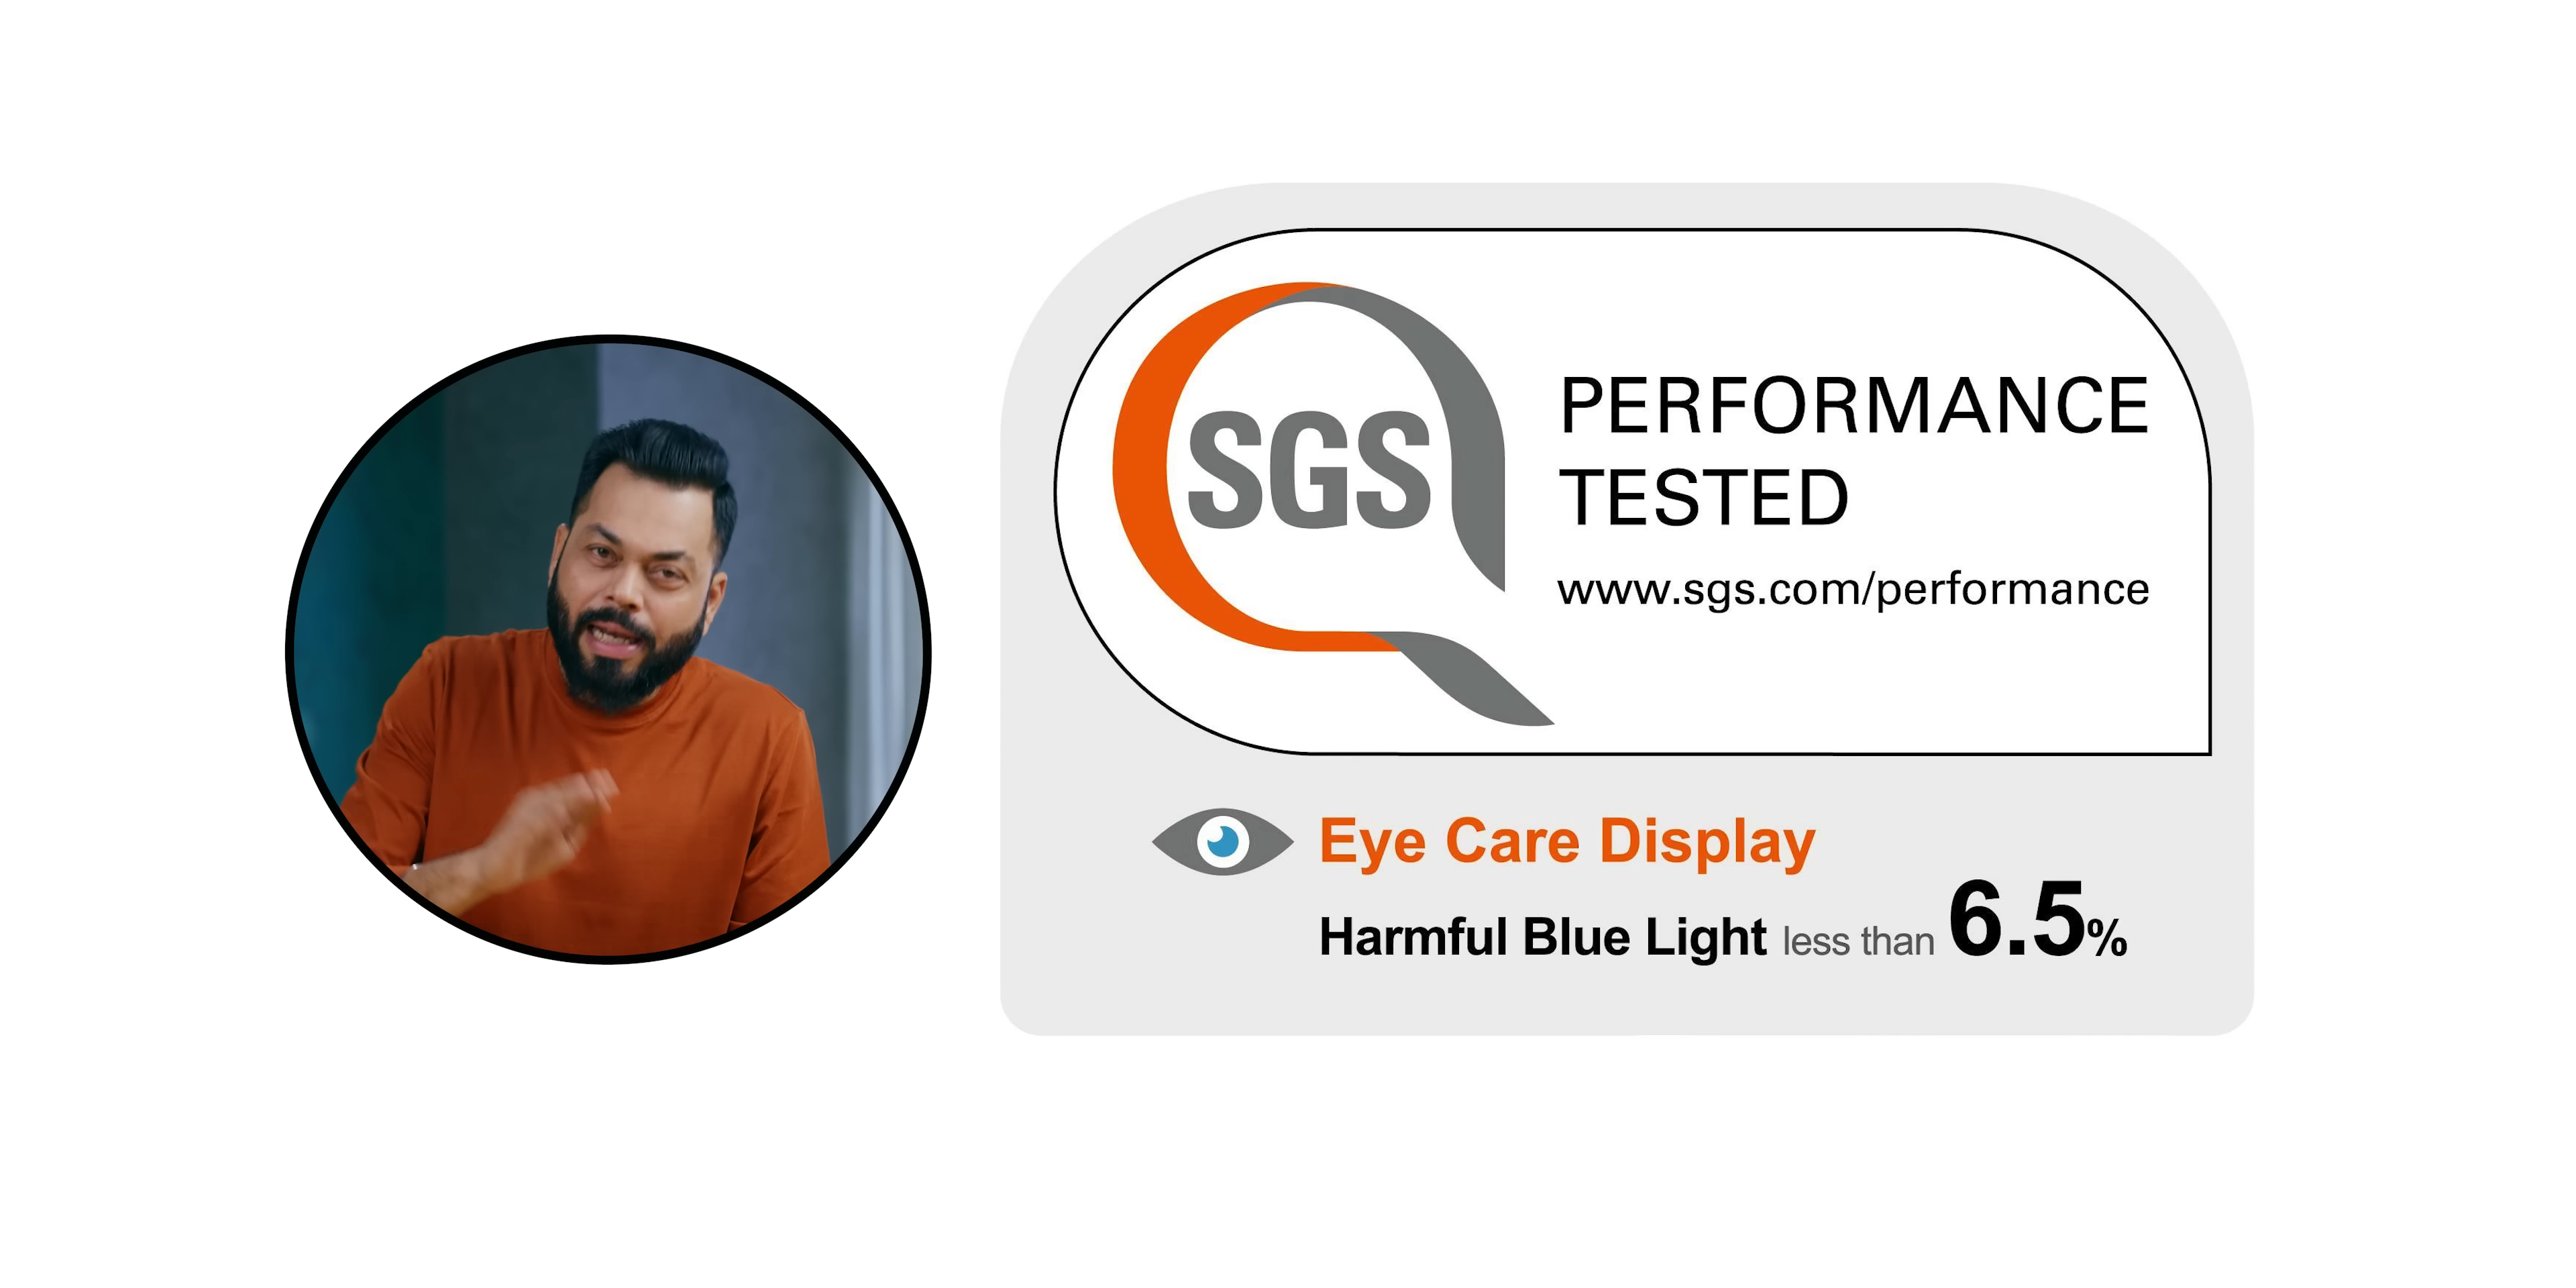 SGS
PERFORMANCE
TESTED
www.sgs.com/performance
Eye Care Display
Harmful Blue Light less than 6.5%